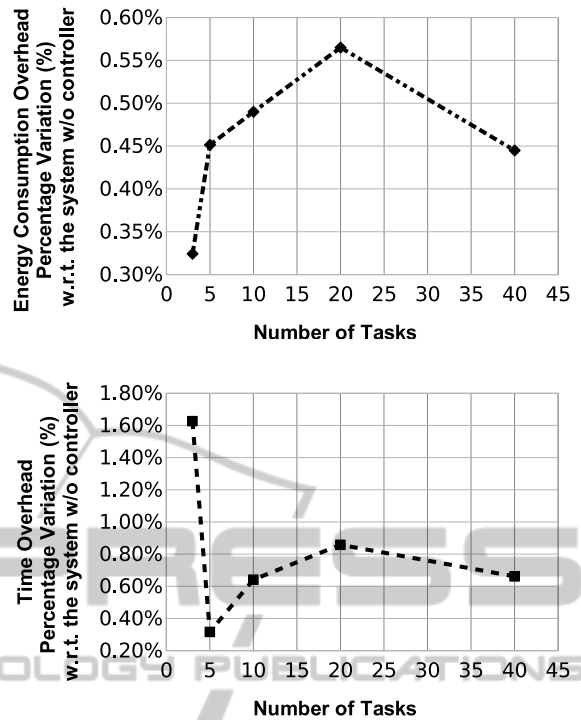 Energy Consumption Overhead
Percentage Variation (%)
w.r.t. the system w/o controller
0.60%
0.55%
0.50%
0.45%
0.40%
0.35%
0.30%
0 5 10 15 20 25 30 35 40 45
Number of Tasks
Time Overhead
Percentage Variation (%)
w.r.t. the system w/o controller
1.80%
1.60%
1.40%
1.20%
1.00%
0.80%
0.60%
0.40%
0.20%
0 5 10 15 20 25 30 35 40 45
Number of Tasks
PRESS
OLOGY PUBLICATIONS